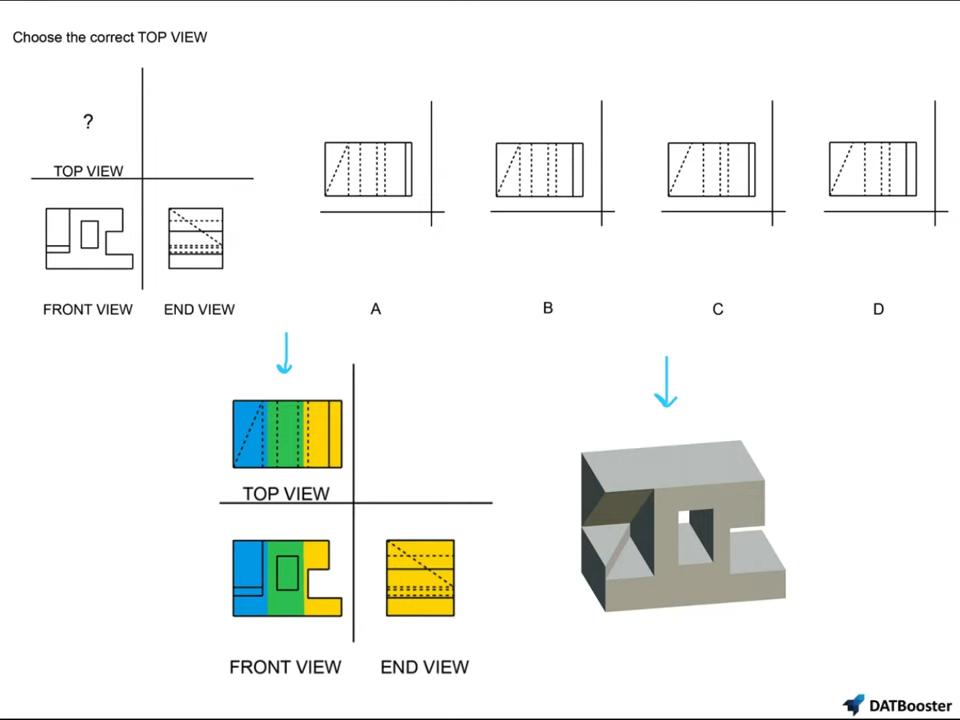 Choose the correct TOP VIEW
?
TOP VIEW
FRONT VIEW
END VIEW
A
B
C
D
TOP VIEW
FRONT VIEW
END VIEW
DATBooster